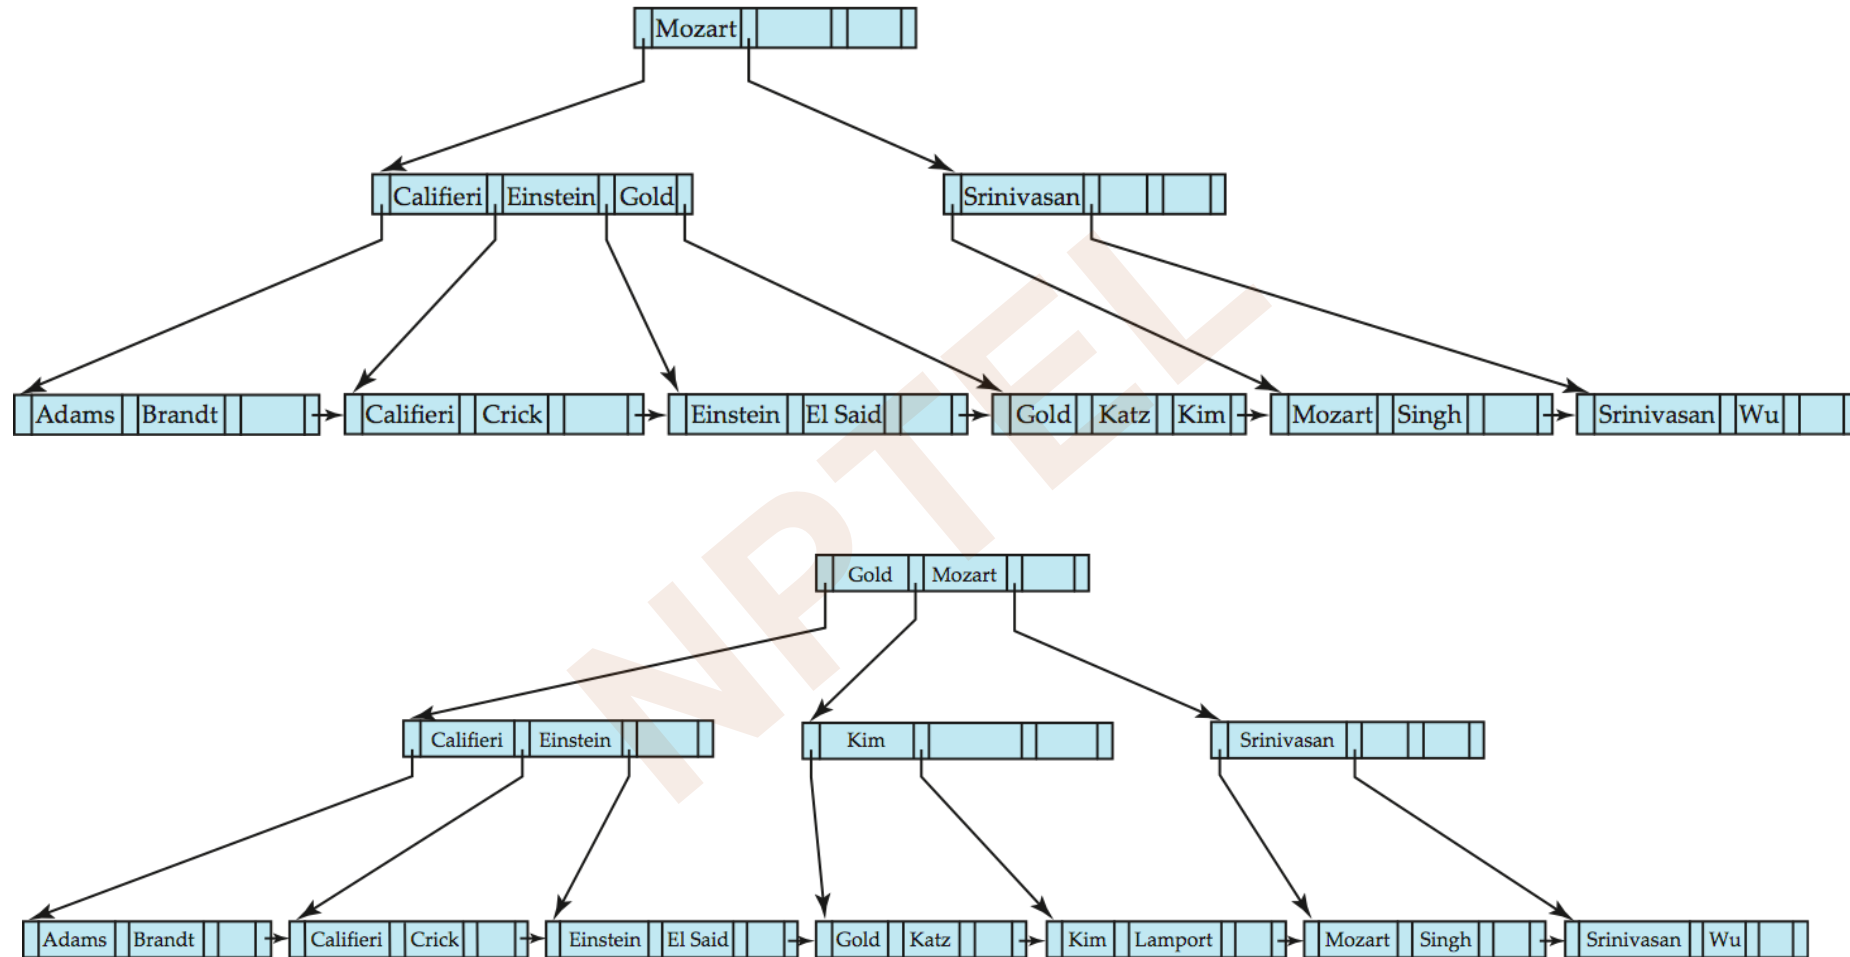 Mozart
Califieri Einstein Gold Srinivasan
Adams Brandt Califieri Crick Einstein El Said Gold Katz Kim Mozart Singh Srinivasan Wu
NPTEL
Gold Mozart
Califieri Einstein Kim Srinivasan
Adams Brandt Califieri Crick Einstein El Said Gold Katz Kim Lamport Mozart Singh Srinivasan Wu